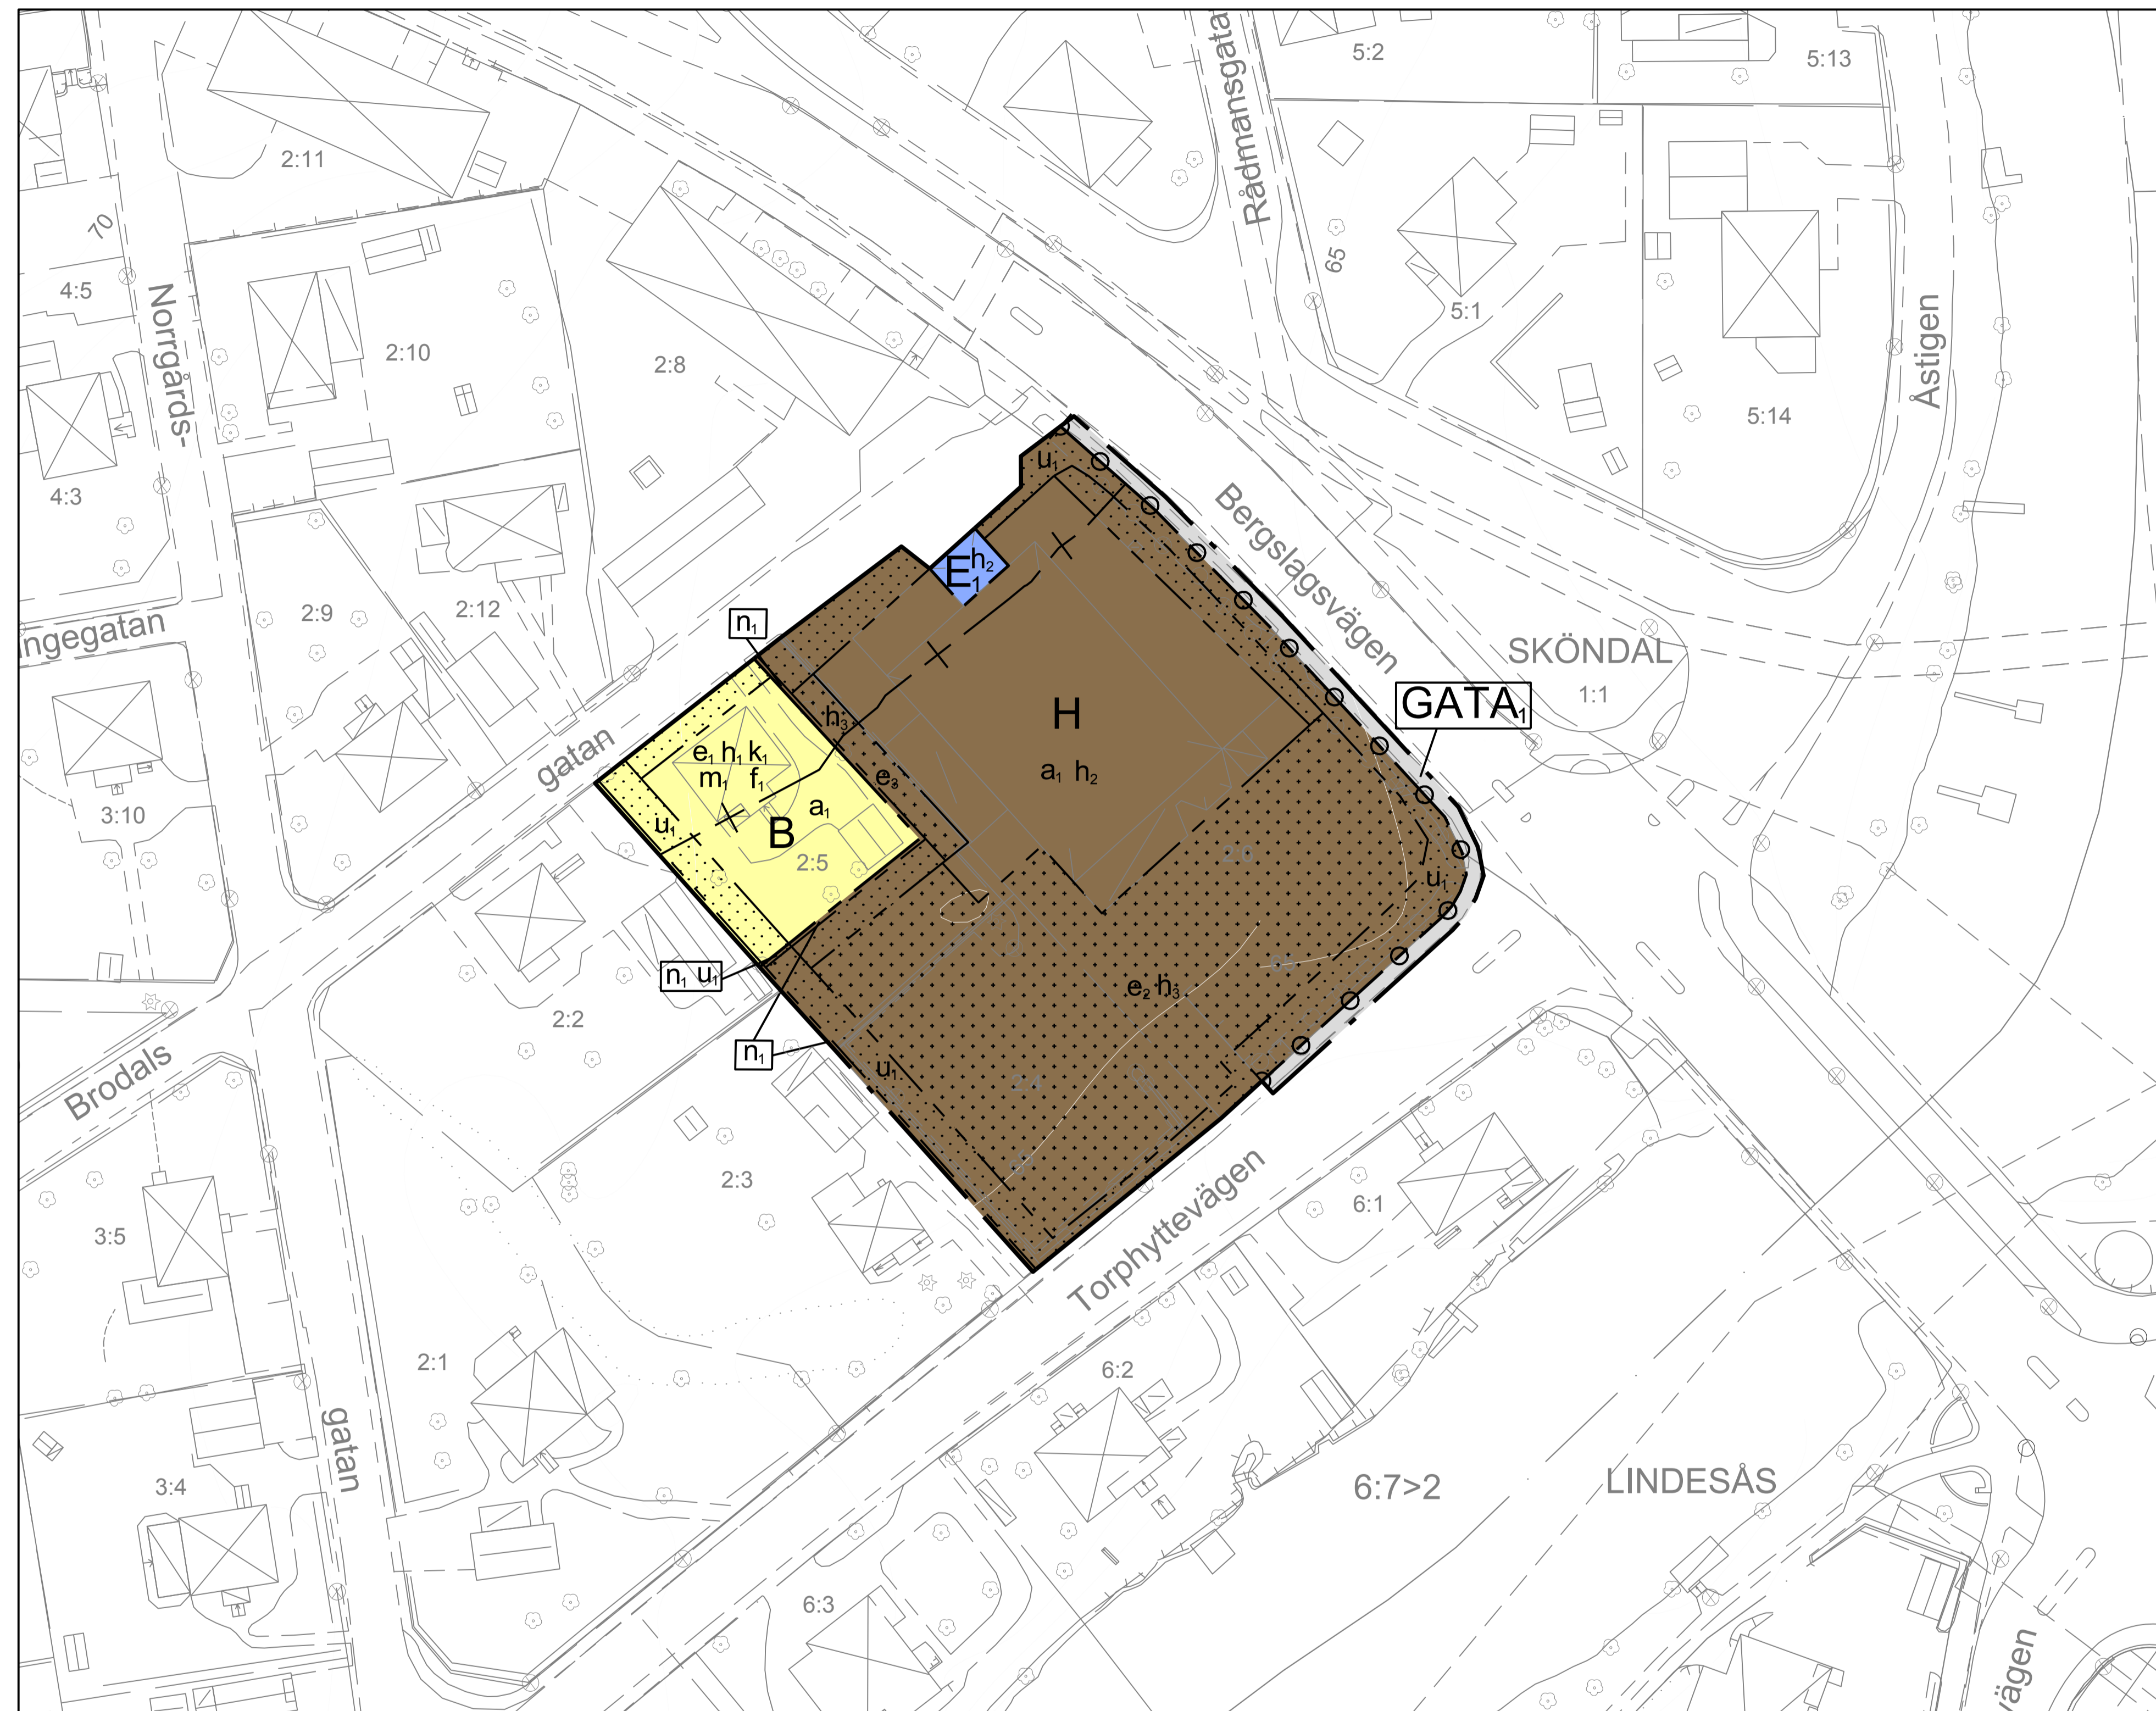 5:2
5:13
Rådmansgata
2:11
70
65
4:5
5:1
Norrgårds-
2:10
2:8
Åstigen
5:14
4:3
u1
Bergslagsvägen
E1 h2
2:9
2:12
n1
ingegatan
SKÖNDAL
1:1
GATA1
H
h3
gatan
e1 h1 k1
m1 f1
e3
a1 h2
a1
u1
B
3:10
2:5
2:6
u1
n1 u1
e2 h3
2:2
n1
u1
2:4
Brodals
2:3
6:1
3:5
Torphyttevägen
2:1
6:2
gatan
3:4
6:7>2
LINDESÅS
6:3
vägen